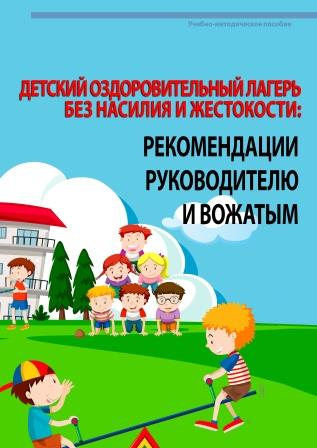 Учебно-методическое пособие
ДЕТСКИЙ ОЗДОРОВИТЕЛЬНЫЙ ЛАГЕРЬ
БЕЗ НАСИЛИЯ И ЖЕСТОКОСТИ:
РЕКОМЕНДАЦИИ
РУКОВОДИТЕЛЮ
И ВОЖАТЫМ